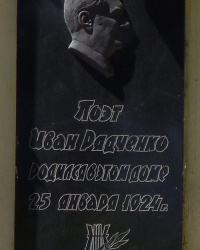 Поэт
Иван Радченко
родился в этом доме
25 января 1924 г.